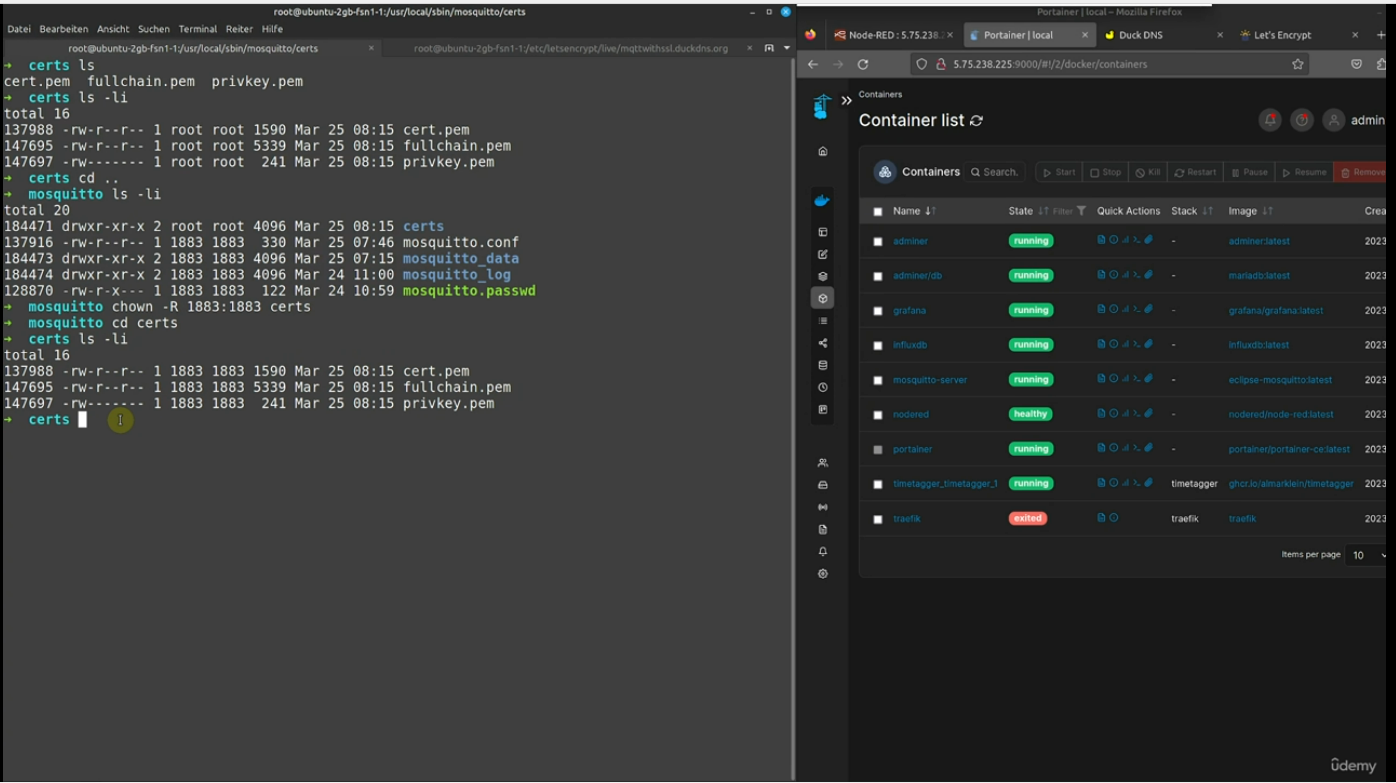 root@ubuntu-2gb-fsn1-1:/usr/local/sbin/mosquitto/certs
Datei Bearbeiten Ansicht Suchen Terminal Reiter Hilfe
root@ubuntu-2gb-fsn1-1:/usr/local/sbin/mosquitto/certs × root@ubuntu-2gb-fsn1-1:/etc/letsencrypt/live/mqttwithssl.duckdns.org ×
→ certs ls
cert.pem fullchain.pem privkey.pem
→ certs ls -li
total 16
137988 -rw-r--r-- 1 root root 1590 Mar 25 08:15 cert.pem
147695 -rw-r--r-- 1 root root 5339 Mar 25 08:15 fullchain.pem
147697 -rw------- 1 root root 241 Mar 25 08:15 privkey.pem
→ certs cd ..
→ mosquitto ls -li
total 20
184471 drwxr-xr-x 2 root root 4096 Mar 25 08:15 certs
137916 -rw-r--r-- 1 1883 1883 330 Mar 25 07:46 mosquitto.conf
184473 drwxr-xr-x 2 1883 1883 4096 Mar 25 07:15 mosquitto_data
184474 drwxr-xr-x 2 1883 1883 4096 Mar 24 11:00 mosquitto_log
128870 -rw-r-x--- 1 1883 1883 122 Mar 24 10:59 mosquitto.passwd
→ mosquitto chown -R 1883:1883 certs
→ mosquitto cd certs
→ certs ls -li
total 16
137988 -rw-r--r-- 1 1883 1883 1590 Mar 25 08:15 cert.pem
147695 -rw-r--r-- 1 1883 1883 5339 Mar 25 08:15 fullchain.pem
147697 -rw------- 1 1883 1883 241 Mar 25 08:15 privkey.pem
→ certs
Portainer | local – Mozilla Firefox
Node-RED : 5.75.238. × Portainer | local × Duck DNS × Let's Encrypt × +
5.75.238.225:9000/#!/2/docker/containers
Containers
Container list
admin
Containers Search. Start Stop Kill Restart Pause Resume Remove
Name State Filter Quick Actions Stack Image Crea
adminer running - adminer:latest 2023
adminer/db running - mariadb:latest 2023
grafana running - grafana/grafana:latest 2023
influxdb running - influxdb:latest 2023
mosquitto-server running - eclipse-mosquitto:latest 2023
nodered healthy - nodered/node-red:latest 2023
portainer running - portainer/portainer-ce:latest 2023
timetagger_timetagger_1 running timetagger ghcr.io/almarklein/timetagger 2023
traefik exited traefik traefik 2023
Items per page 10
ûdemy